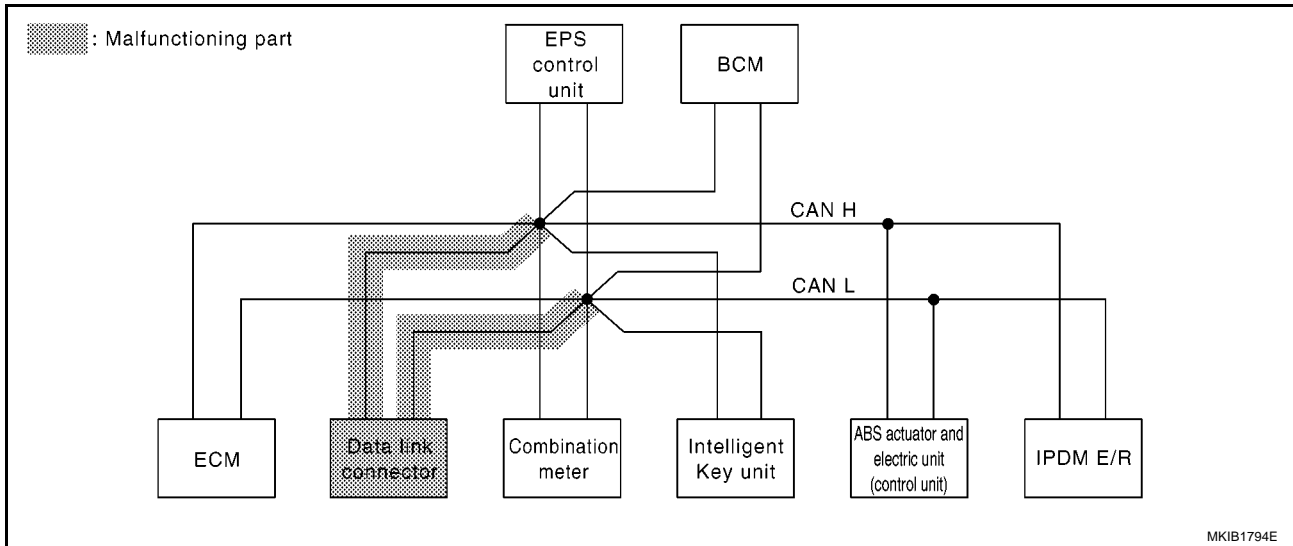 : Malfunctioning part
EPS
control
unit
BCM
CAN H
CAN L
ECM
Data link
connector
Combination
meter
Intelligent
Key unit
ABS actuator and
electric unit
(control unit)
IPDM E/R
MKIB1794E